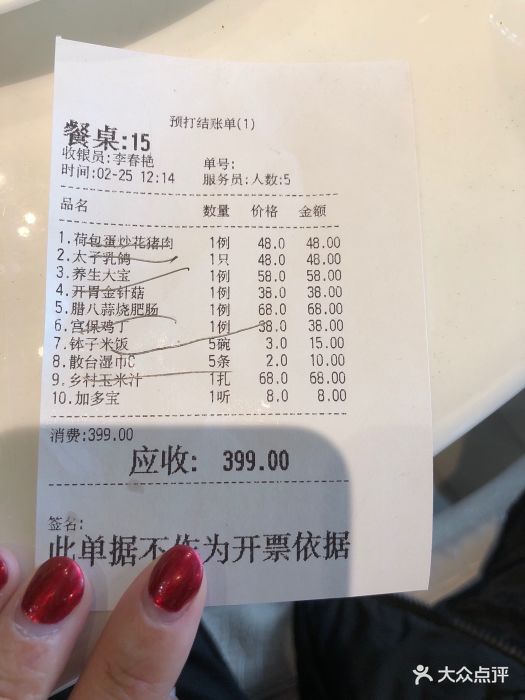 预打结账单(1)
餐桌:15
收银员:李春艳 单号:
时间:02-25 12:14 服务员: 人数:5
品名 数量 价格 金额
1.荷包蛋炒花猪肉 1例 48.0 48.00
2.太子乳鸽 1只 48.0 48.00
3.养生大宝 1例 58.0 58.00
4.开胃金针菇 1例 38.0 38.00
5.腊八蒜烧肥肠 1例 68.0 68.00
6.宫保鸡丁 1例 38.0 38.00
7.钵子米饭 5碗 3.0 15.00
8.散台湿巾C 5条 2.0 10.00
9.乡村玉米汁 1扎 68.0 68.00
10.加多宝 1听 8.0 8.00
消费:399.00
应收: 399.00
签名:
此单据不作为开票依据
大众点评